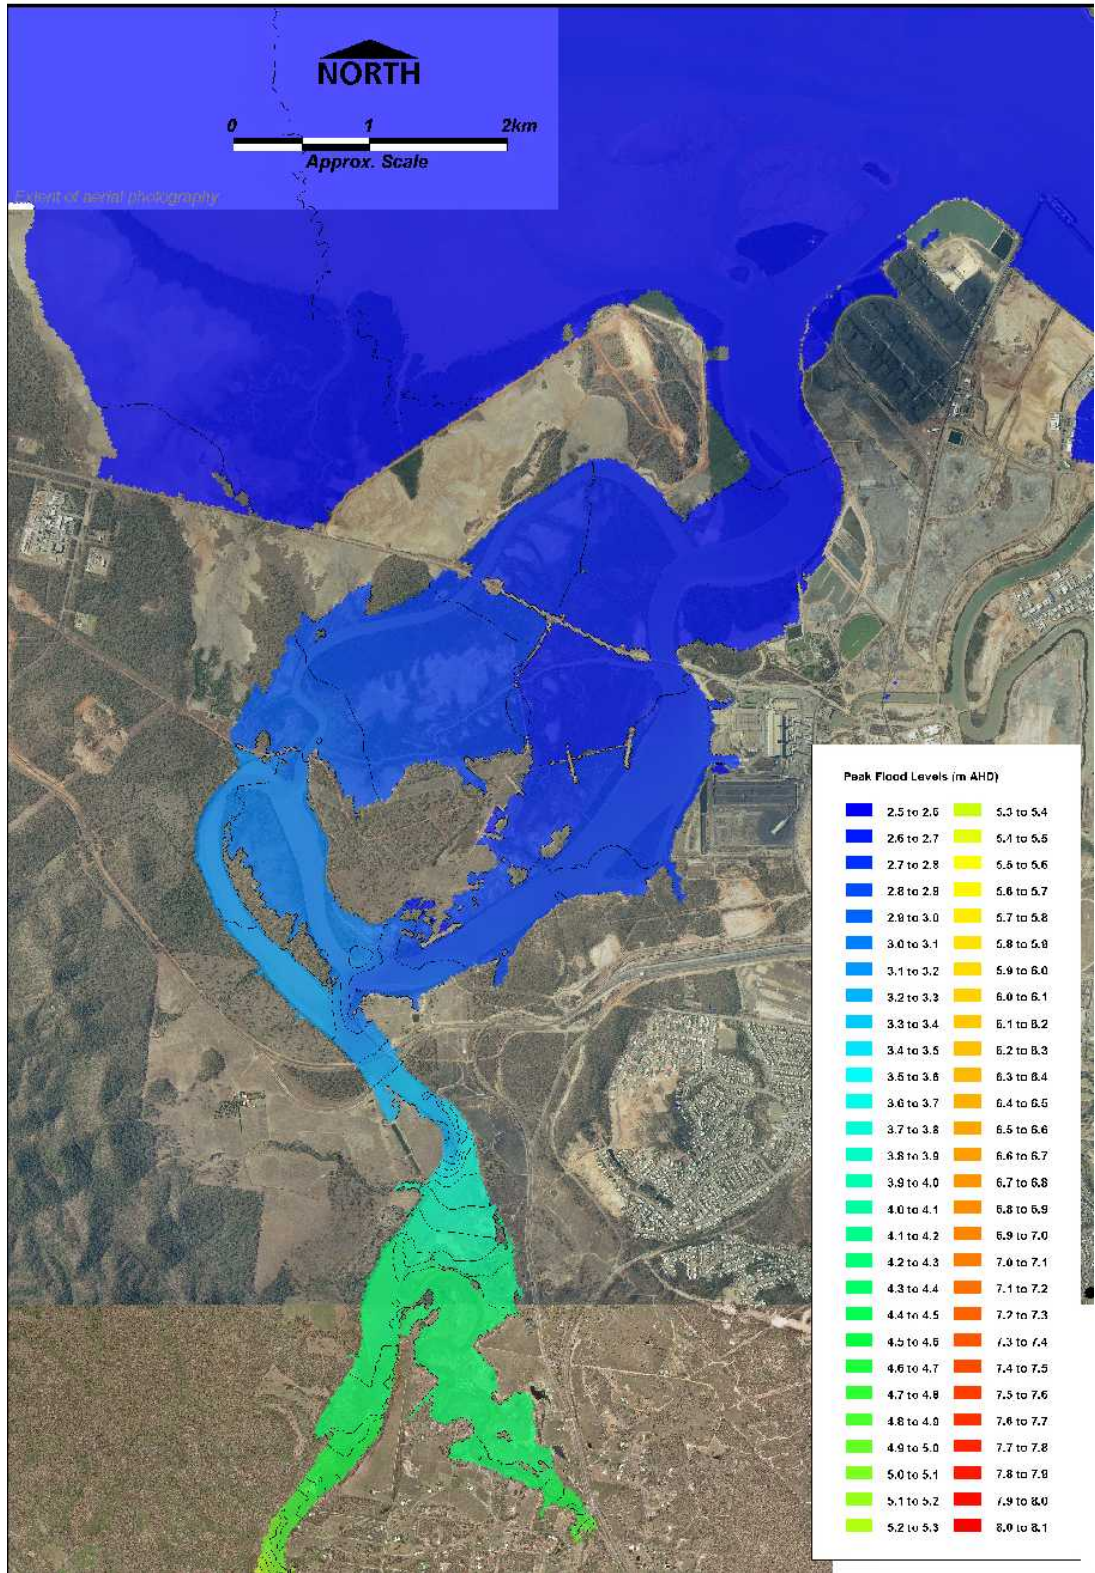 NORTH
0 1 2km
Approx. Scale
Extent of aerial photography
Peak Flood Levels (m AHD)
2.5 to 2.6 5.3 to 5.4
2.6 to 2.7 5.4 to 5.5
2.7 to 2.8 5.5 to 5.6
2.8 to 2.9 5.6 to 5.7
2.9 to 3.0 5.7 to 5.8
3.0 to 3.1 5.8 to 5.9
3.1 to 3.2 5.9 to 6.0
3.2 to 3.3 6.0 to 6.1
3.3 to 3.4 6.1 to 6.2
3.4 to 3.5 6.2 to 6.3
3.5 to 3.6 6.3 to 6.4
3.6 to 3.7 6.4 to 6.5
3.7 to 3.8 6.5 to 6.6
3.8 to 3.9 6.6 to 6.7
3.9 to 4.0 6.7 to 6.8
4.0 to 4.1 6.8 to 6.9
4.1 to 4.2 6.9 to 7.0
4.2 to 4.3 7.0 to 7.1
4.3 to 4.4 7.1 to 7.2
4.4 to 4.5 7.2 to 7.3
4.5 to 4.6 7.3 to 7.4
4.6 to 4.7 7.4 to 7.5
4.7 to 4.8 7.5 to 7.6
4.8 to 4.9 7.6 to 7.7
4.9 to 5.0 7.7 to 7.8
5.0 to 5.1 7.8 to 7.9
5.1 to 5.2 7.9 to 8.0
5.2 to 5.3 8.0 to 8.1